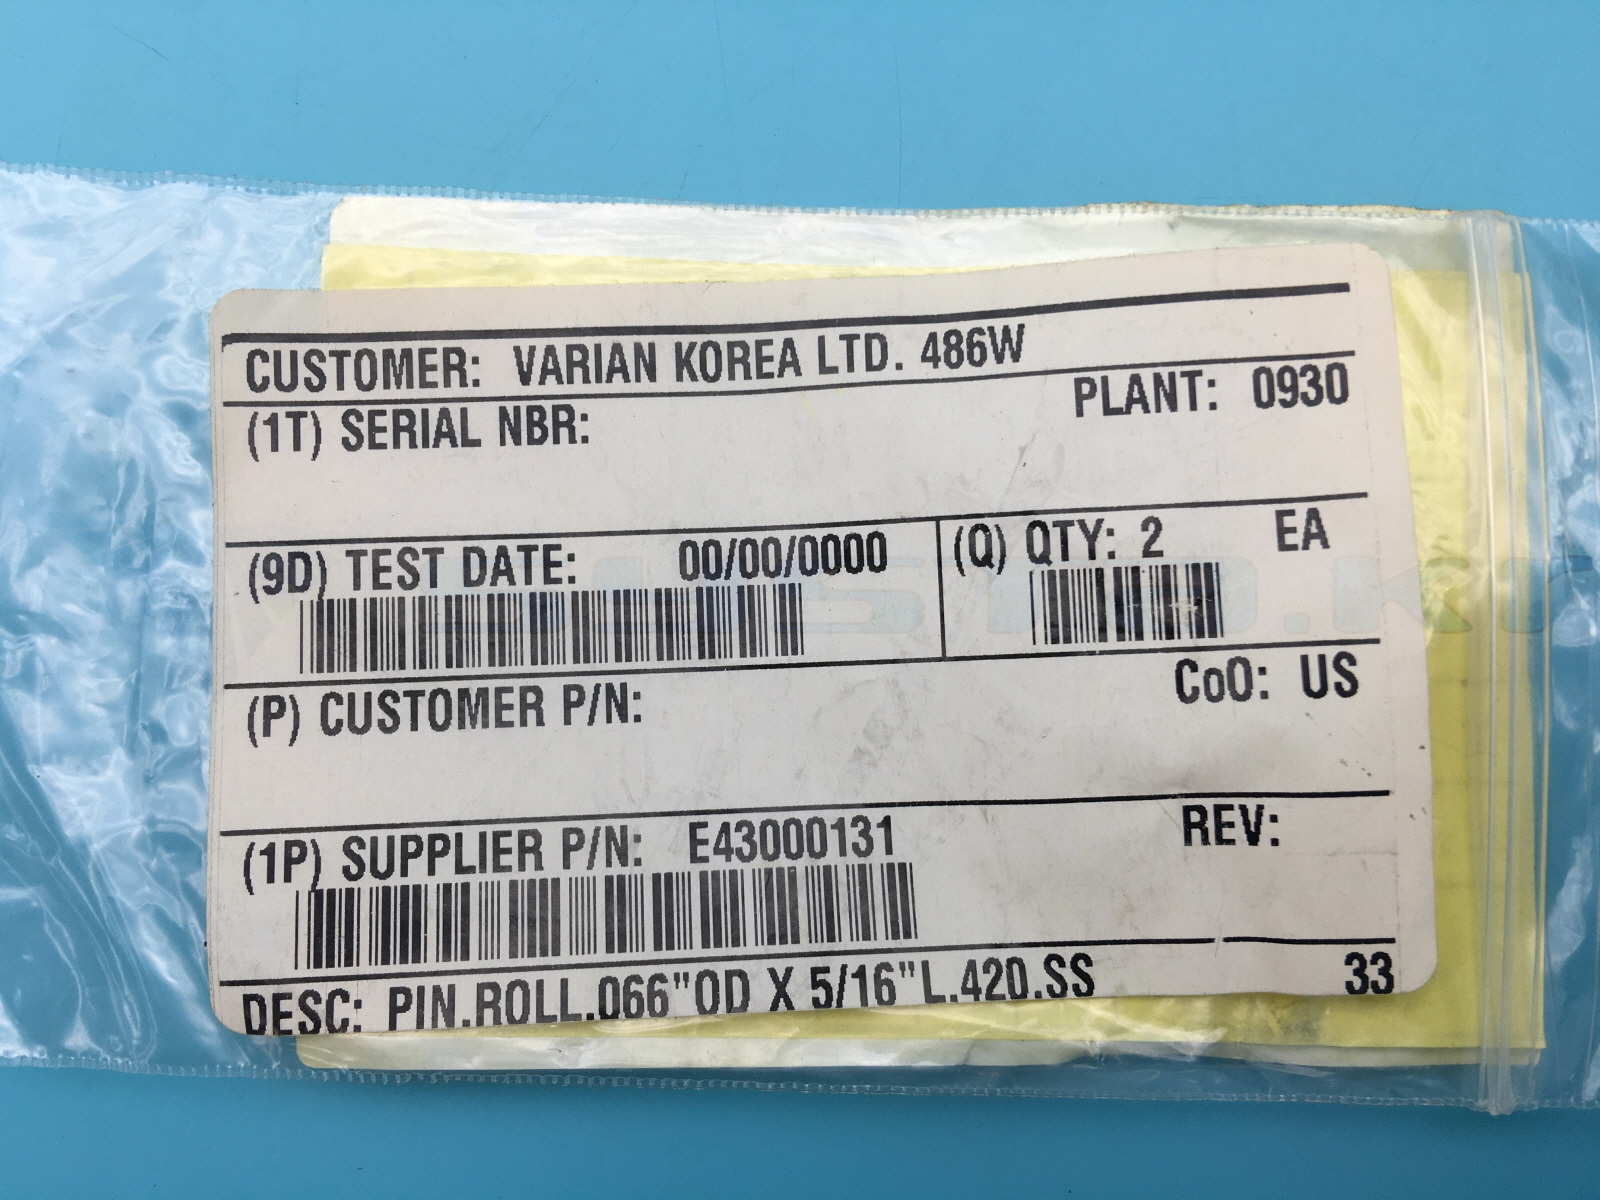 CUSTOMER: VARIAN KOREA LTD. 486W
(1T) SERIAL NBR: PLANT: 0930
(9D) TEST DATE: 00/00/0000 (Q) QTY: 2 EA
(P) CUSTOMER P/N: CoO: US
(1P) SUPPLIER P/N: E43000131 REV:
DESC: PIN.ROLL.066"OD X 5/16"L.420.SS 33